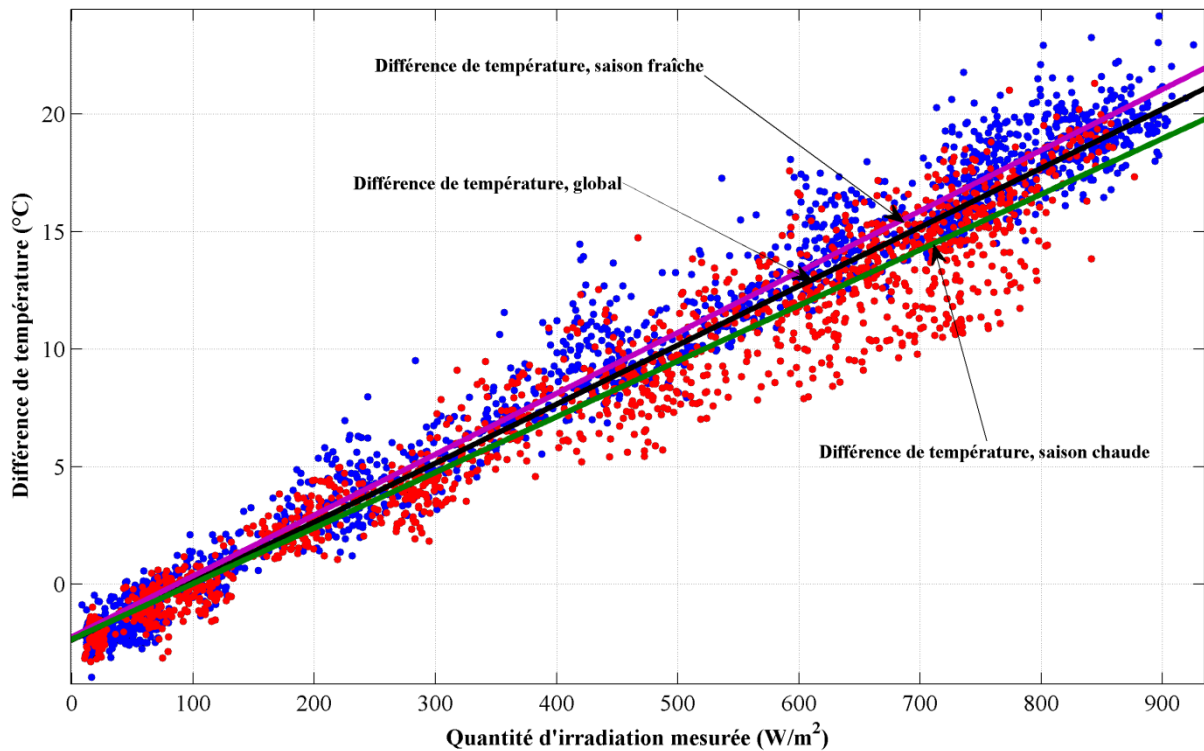 Différence de température (°C)
20
15
10
5
0
Différence de température, saison fraîche
Différence de température, global
Différence de température, saison chaude
0 100 200 300 400 500 600 700 800 900
Quantité d'irradiation mesurée (W/m²)